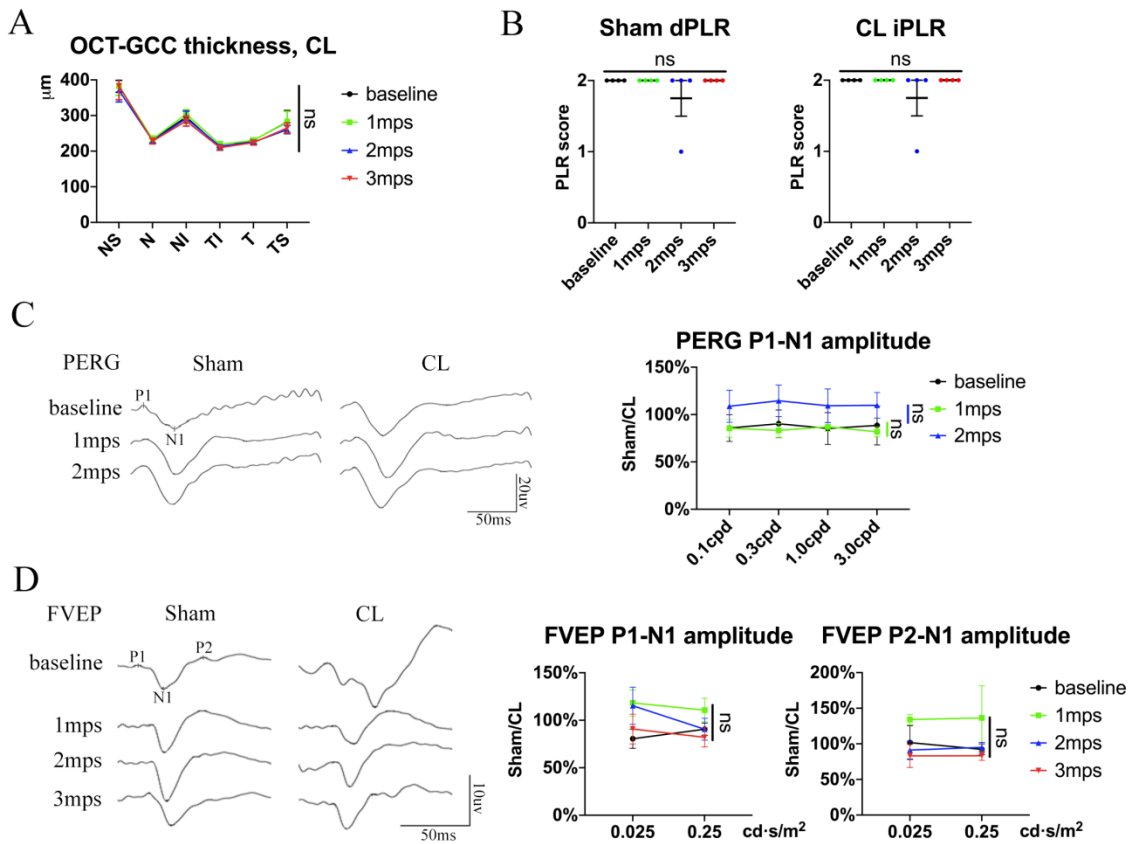 A
OCT-GCC thickness, CL
μm
400
300
200
100
0
NS
N
NI
TI
T
TS
ns
baseline
1mps
2mps
3mps
B
Sham dPLR
ns
PLR score
2
1
2
baseline
1mps
2mps
3mps
CL iPLR
ns
PLR score
2
1
2
baseline
1mps
2mps
3mps
C
PERG
Sham
CL
baseline
P1
N1
1mps
2mps
20uv
50ms
PERG P1-N1 amplitude
Sham/CL
150%
100%
50%
0%
0.1cpd
0.3cpd
1.0cpd
3.0cpd
ns
ns
baseline
1mps
2mps
D
FVEP
Sham
CL
baseline
P1
P2
N1
1mps
2mps
3mps
10uv
50ms
FVEP P1-N1 amplitude
Sham/CL
150%
100%
50%
0%
0.025
0.25
cd·s/m²
ns
FVEP P2-N1 amplitude
Sham/CL
200%
150%
100%
50%
0%
0.025
0.25
cd·s/m²
ns
baseline
1mps
2mps
3mps